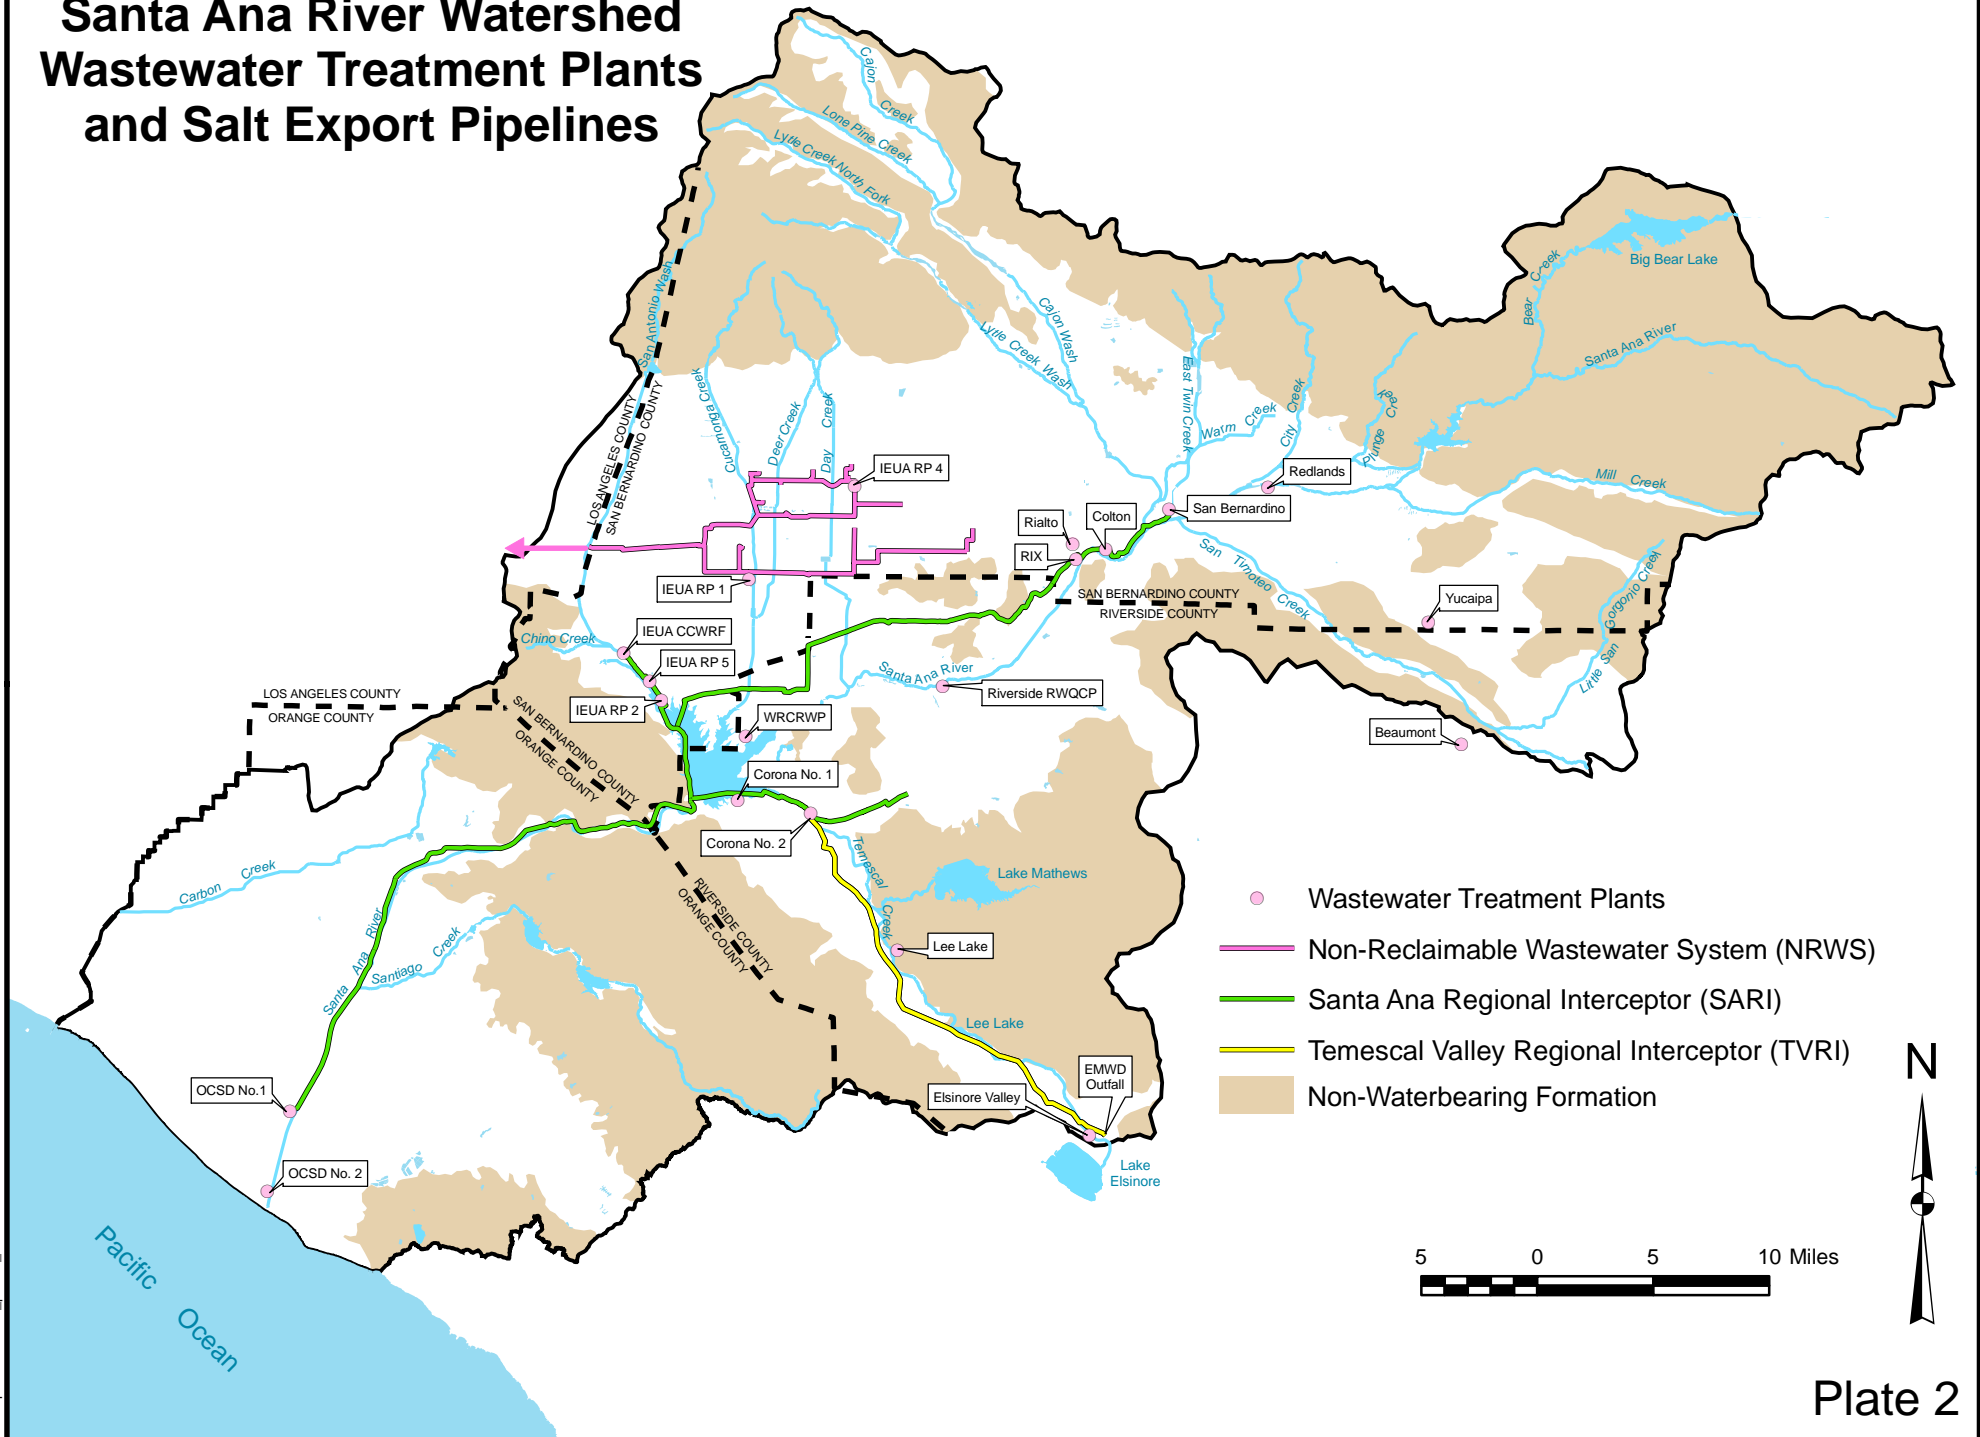 Santa Ana River Watershed
Wastewater Treatment Plants
and Salt Export Pipelines
Cajon
Creek
Lone Pine Creek
Lytle Creek North Fork
San Antonio Wash
Cajon Wash
Lytle Creek Wash
East Twin Creek
Warm Creek
City Creek
Plunge Creek
Bear Creek
Big Bear Lake
Santa Ana River
Mill Creek
LOS ANGELES COUNTY
SAN BERNARDINO COUNTY
Cucamonga Creek
Deer Creek
Day Creek
IEUA RP 4
Redlands
San Bernardino
Colton
Rialto
RIX
IEUA RP 1
SAN BERNARDINO COUNTY
RIVERSIDE COUNTY
San Timoteo Creek
Yucaipa
Little San Gorgonio Creek
Chino Creek
IEUA CCWRF
IEUA RP 5
IEUA RP 2
Santa Ana River
Riverside RWQCP
WRCRWP
Beaumont
LOS ANGELES COUNTY
ORANGE COUNTY
SAN BERNARDINO COUNTY
ORANGE COUNTY
Corona No. 1
Corona No. 2
Carbon Creek
Temescal Creek
Lake Mathews
RIVERSIDE COUNTY
ORANGE COUNTY
Santa Ana River
Santiago Creek
Lee Lake
Lee Lake
OCSD No.1
OCSD No. 2
Elsinore Valley
EMWD
Outfall
Lake
Elsinore
Pacific Ocean
Wastewater Treatment Plants
Non-Reclaimable Wastewater System (NRWS)
Santa Ana Regional Interceptor (SARI)
Temescal Valley Regional Interceptor (TVRI)
Non-Waterbearing Formation
N
5 0 5 10 Miles
Plate 2